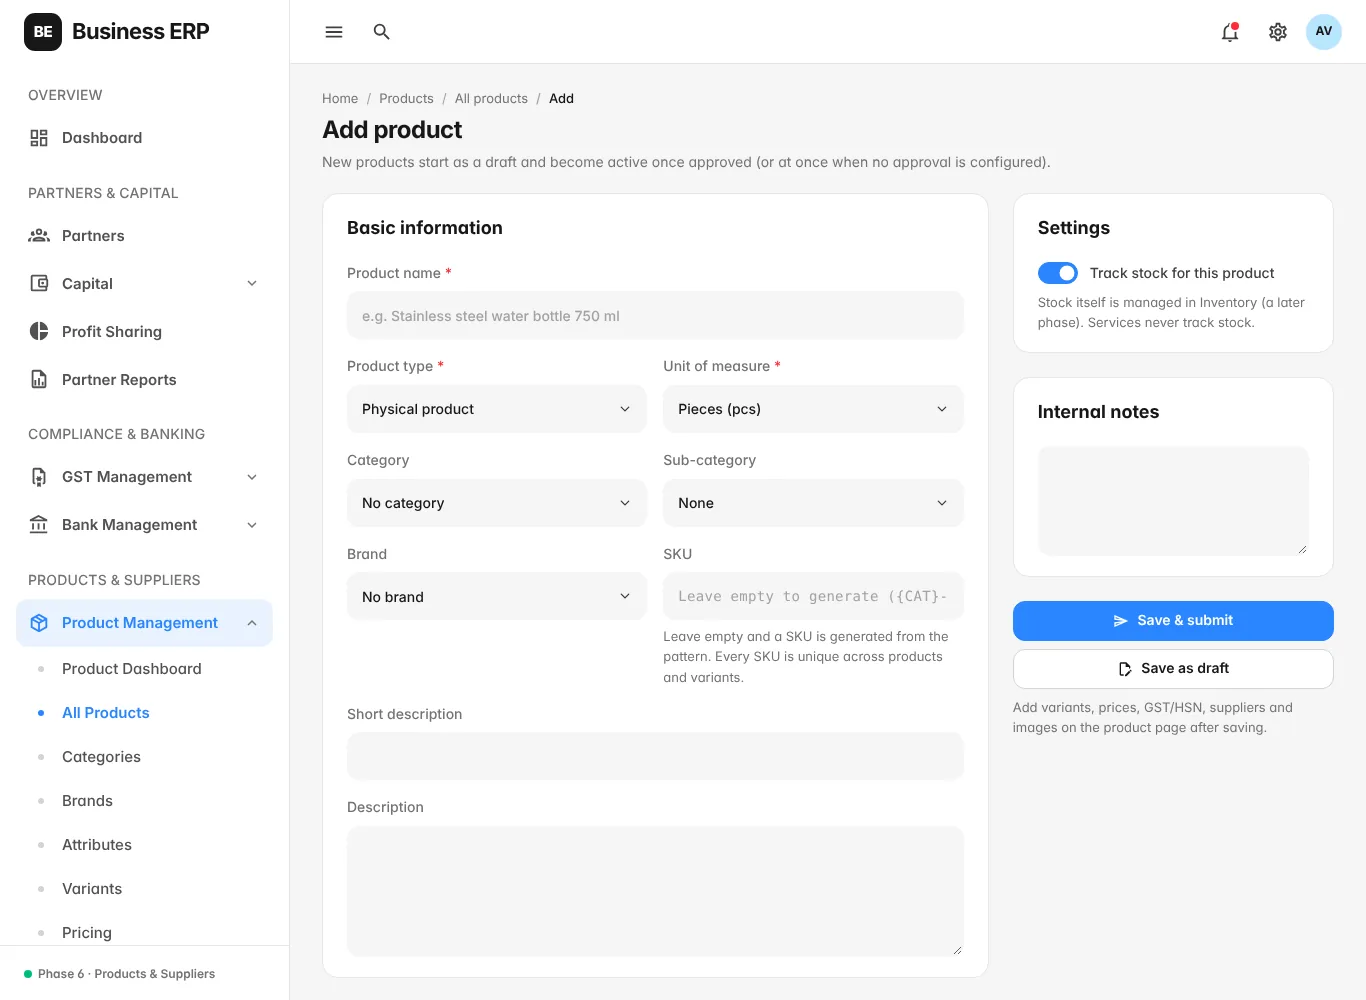 BE Business ERP
AV
OVERVIEW
Dashboard
PARTNERS & CAPITAL
Partners
Capital
Profit Sharing
Partner Reports
COMPLIANCE & BANKING
GST Management
Bank Management
PRODUCTS & SUPPLIERS
Product Management
Product Dashboard
All Products
Categories
Brands
Attributes
Variants
Pricing
Phase 6 · Products & Suppliers
Home / Products / All products / Add
Add product
New products start as a draft and become active once approved (or at once when no approval is configured).
Basic information
Product name *
e.g. Stainless steel water bottle 750 ml
Product type *
Unit of measure *
Physical product
Pieces (pcs)
Category
Sub-category
No category
None
Brand
SKU
No brand
Leave empty to generate ({CAT}-
Leave empty and a SKU is generated from the
pattern. Every SKU is unique across products
and variants.
Short description
Description
Settings
Track stock for this product
Stock itself is managed in Inventory (a later
phase). Services never track stock.
Internal notes
Save & submit
Save as draft
Add variants, prices, GST/HSN, suppliers and
images on the product page after saving.